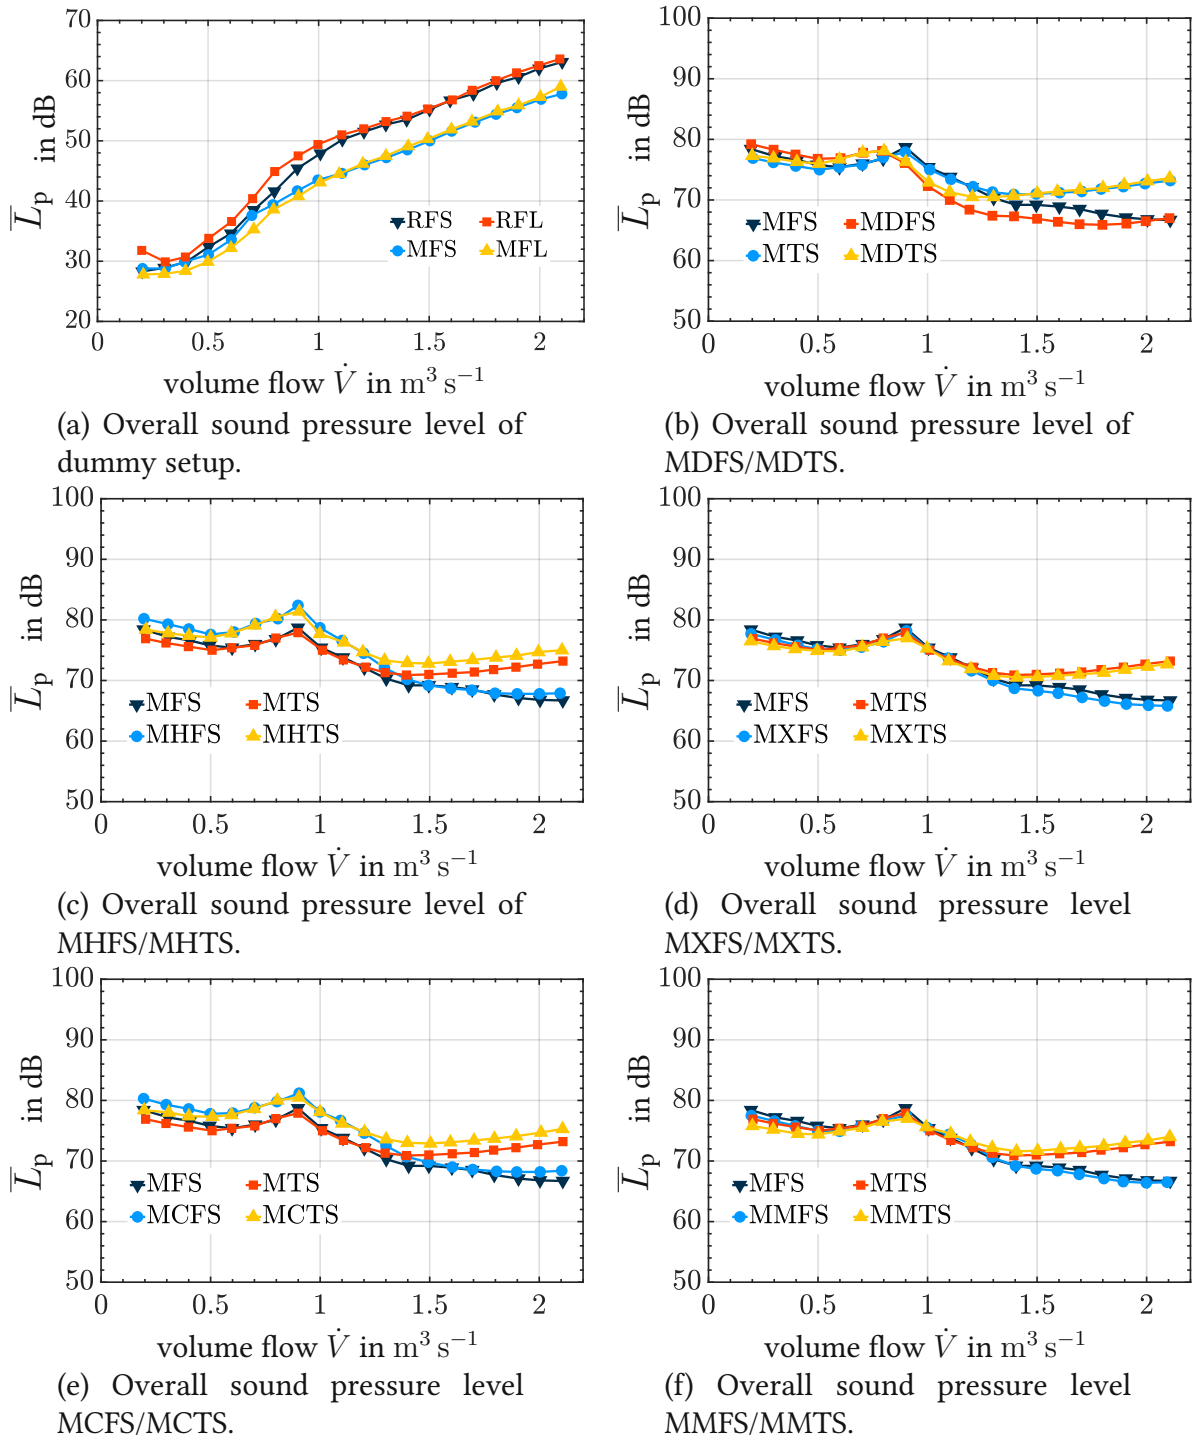 70
60
50
40
30
20
L̅p in dB
RFS RFL
MFS MFL
0 0.5 1 1.5 2
volume flow V̇ in m³ s⁻¹
(a) Overall sound pressure level of
dummy setup.
100
90
80
70
60
50
L̅p in dB
MFS MDFS
MTS MDTS
0 0.5 1 1.5 2
volume flow V̇ in m³ s⁻¹
(b) Overall sound pressure level of
MDFS/MDTS.
100
90
80
70
60
50
L̅p in dB
MFS MTS
MHFS MHTS
0 0.5 1 1.5 2
volume flow V̇ in m³ s⁻¹
(c) Overall sound pressure level of
MHFS/MHTS.
100
90
80
70
60
50
L̅p in dB
MFS MTS
MXFS MXTS
0 0.5 1 1.5 2
volume flow V̇ in m³ s⁻¹
(d) Overall sound pressure level
MXFS/MXTS.
100
90
80
70
60
50
L̅p in dB
MFS MTS
MCFS MCTS
0 0.5 1 1.5 2
volume flow V̇ in m³ s⁻¹
(e) Overall sound pressure level
MCFS/MCTS.
100
90
80
70
60
50
L̅p in dB
MFS MTS
MMFS MMTS
0 0.5 1 1.5 2
volume flow V̇ in m³ s⁻¹
(f) Overall sound pressure level
MMFS/MMTS.